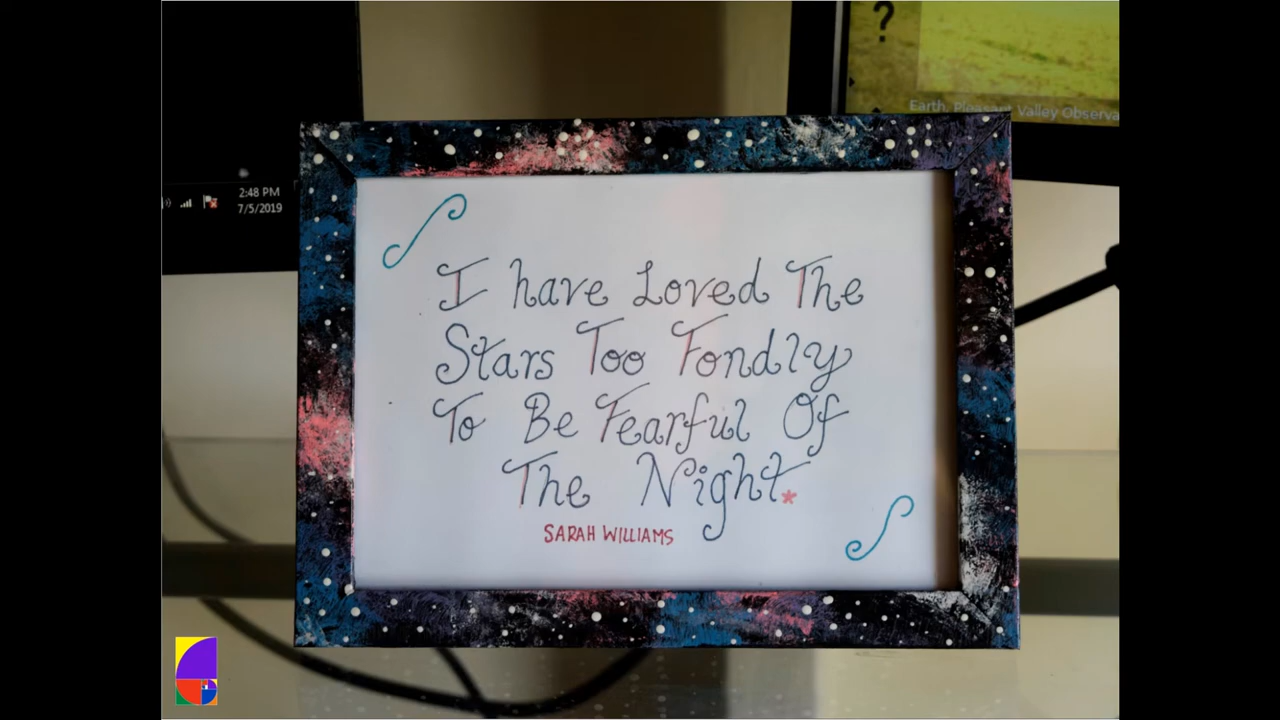 ?
Earth, Pleasant Valley Observa
2:48 PM
7/5/2019
I have Loved The
Stars Too Fondly
To Be Fearful Of
The Night.
SARAH WILLIAMS